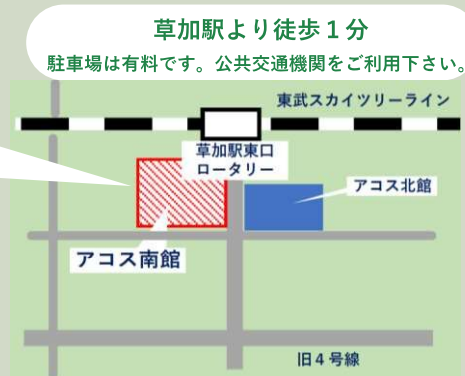 草加駅より徒歩１分
駐車場は有料です。公共交通機関をご利用下さい。
東武スカイツリーライン
草加駅東口
ロータリー
アコス北館
アコス南館
旧４号線